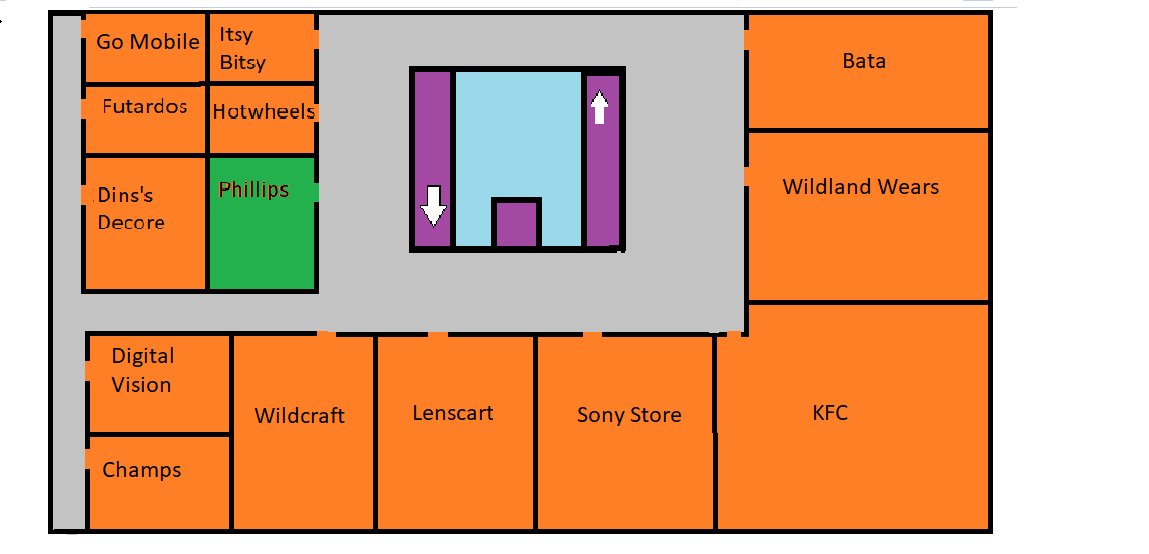 Go Mobile
Itsy
Bitsy
Bata
Futardos
Hotwheels
Phillips
Dins's
Decore
Wildland Wears
Digital
Vision
Wildcraft
Lenscart
Sony Store
KFC
Champs